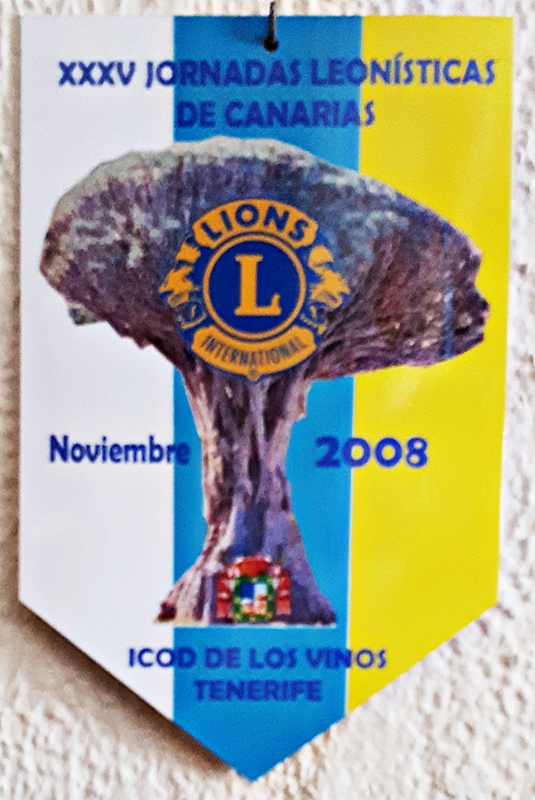 XXXV JORNADAS LEONÍSTICAS
DE CANARIAS
LIONS
L
INTERNATIONAL
Noviembre 2008
ICOD DE LOS VINOS
TENERIFE